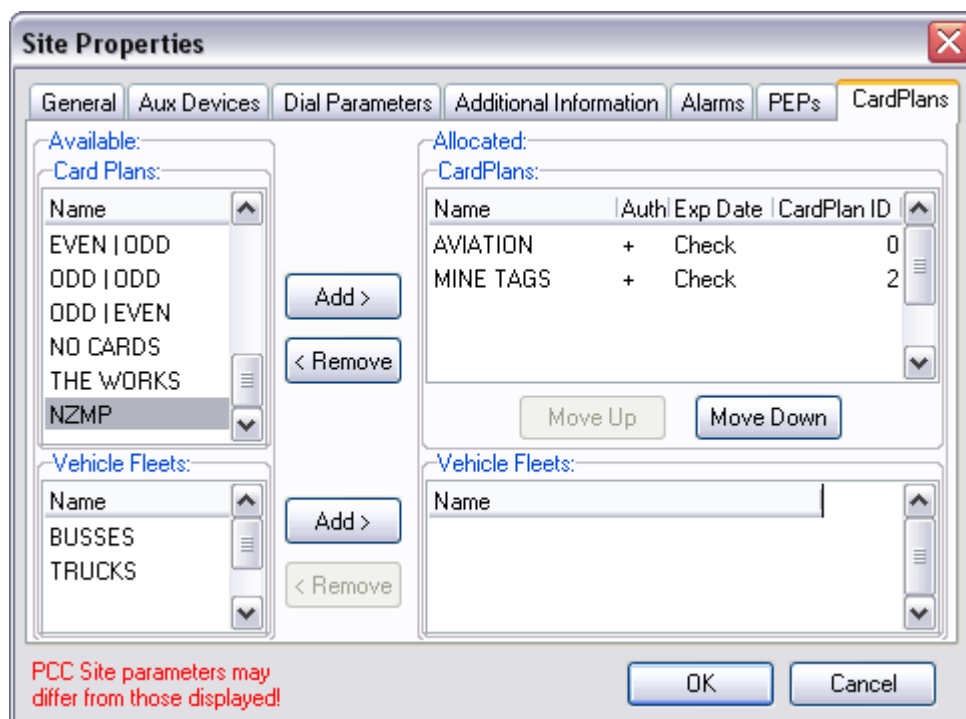 Site Properties
General Aux Devices Dial Parameters Additional Information Alarms PEPs CardPlans
Available:
Card Plans:
Name
EVEN | ODD
ODD | ODD
ODD | EVEN
NO CARDS
THE WORKS
NZMP
Add >
< Remove
Allocated:
CardPlans:
Name Auth Exp Date CardPlan ID
AVIATION + Check 0
MINE TAGS + Check 2
Move Up Move Down
Vehicle Fleets:
Name
BUSSES
TRUCKS
Add >
< Remove
Vehicle Fleets:
Name
PCC Site parameters may
differ from those displayed!
OK Cancel